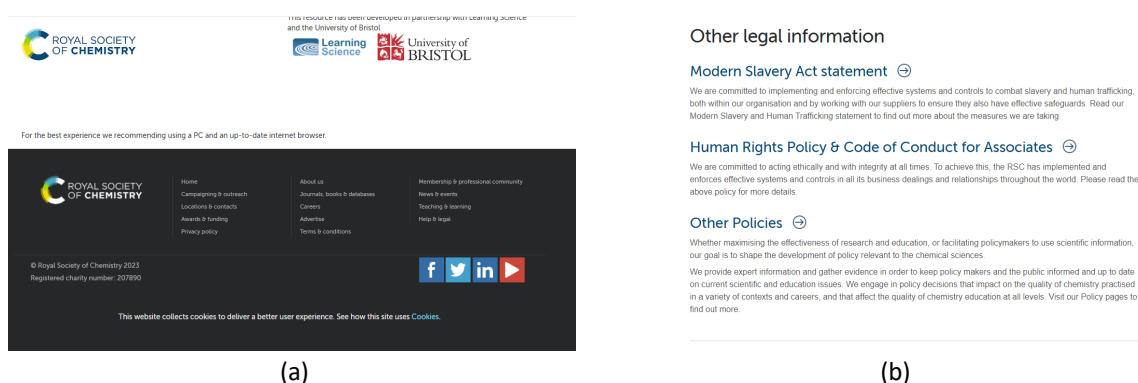 This resource has been developed in partnership with Learning Science
and the University of Bristol
ROYAL SOCIETY
OF CHEMISTRY
Learning
Science
University of
BRISTOL
For the best experience we recommending using a PC and an up-to-date internet browser.
ROYAL SOCIETY
OF CHEMISTRY
Home
Campaigning & outreach
Locations & contacts
Awards & funding
Privacy policy
About us
Journals, books & databases
Careers
Advertise
Terms & conditions
Membership & professional community
News & events
Teaching & learning
Help & legal
© Royal Society of Chemistry 2023
Registered charity number: 207890
f in
This website collects cookies to deliver a better user experience. See how this site uses Cookies.
(a)
Other legal information
Modern Slavery Act statement
We are committed to implementing and enforcing effective systems and controls to combat slavery and human trafficking,
both within our organisation and by working with our suppliers to ensure they also have effective safeguards. Read our
Modern Slavery and Human Trafficking statement to find out more about the measures we are taking.
Human Rights Policy & Code of Conduct for Associates
We are committed to acting ethically and with integrity at all times. To achieve this, the RSC has implemented and
enforces effective systems and controls in all its business dealings and relationships throughout the world. Please read the
above policy for more details.
Other Policies
Whether maximising the effectiveness of research and education, or facilitating policymakers to use scientific information,
our goal is to shape the development of policy relevant to the chemical sciences.
We provide expert information and gather evidence in order to keep policy makers and the public informed and up to date
on current scientific and education issues. We engage in policy decisions that impact on the quality of chemistry practised
in a variety of contexts and careers, and that affect the quality of chemistry education at all levels. Visit our Policy pages to
find out more.
(b)